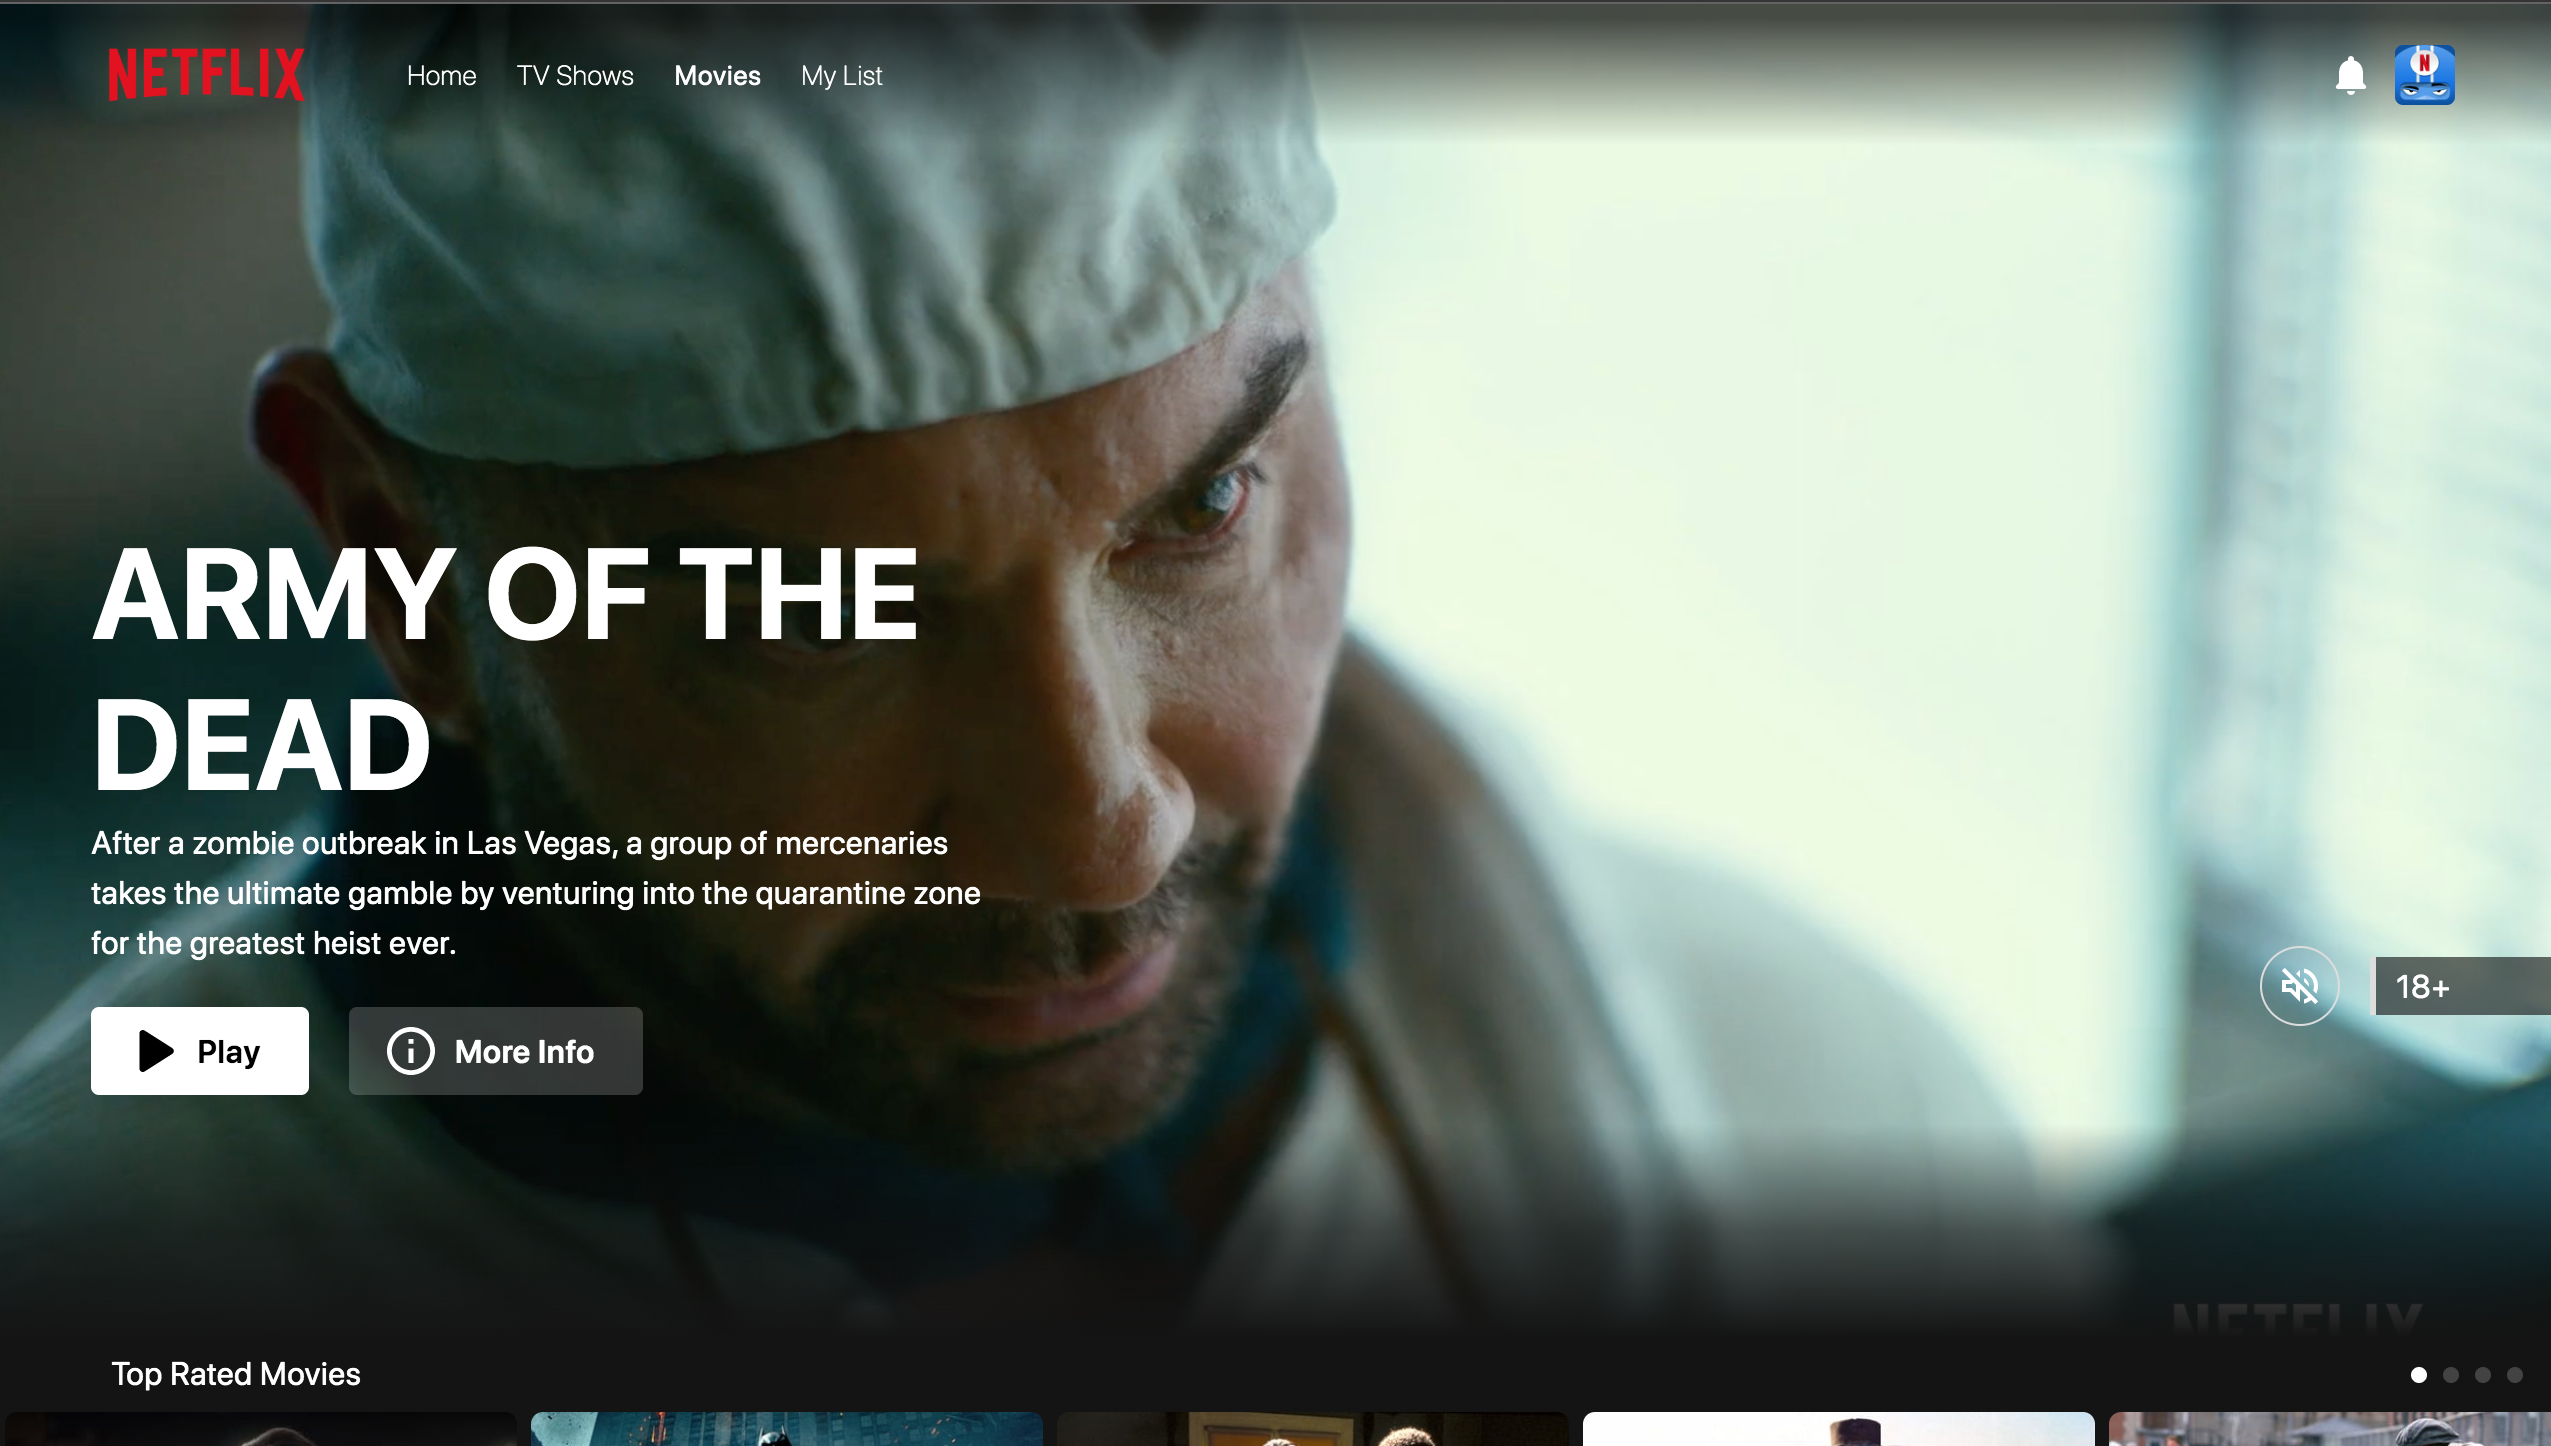 NETFLIX
Home
TV Shows
Movies
My List
N
ARMY OF THE
DEAD
After a zombie outbreak in Las Vegas, a group of mercenaries
takes the ultimate gamble by venturing into the quarantine zone
for the greatest heist ever.
18+
Play
More Info
NETFLIX
Top Rated Movies